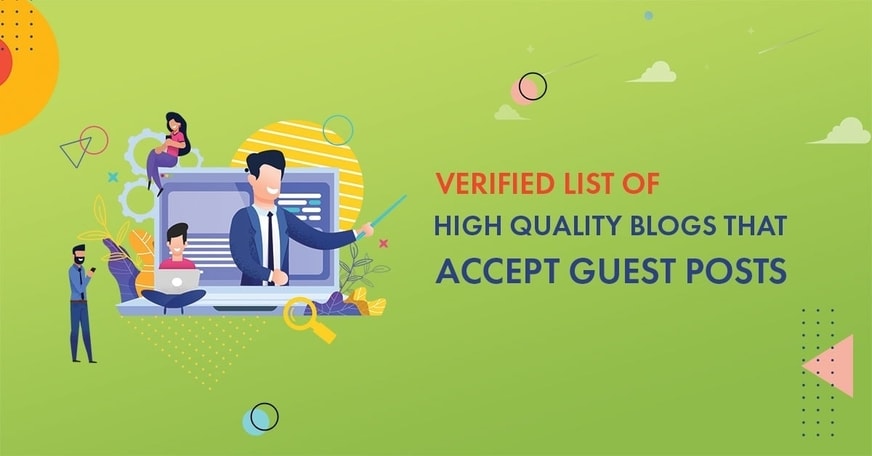 VERIFIED LIST OF
HIGH QUALITY BLOGS THAT
ACCEPT GUEST POSTS